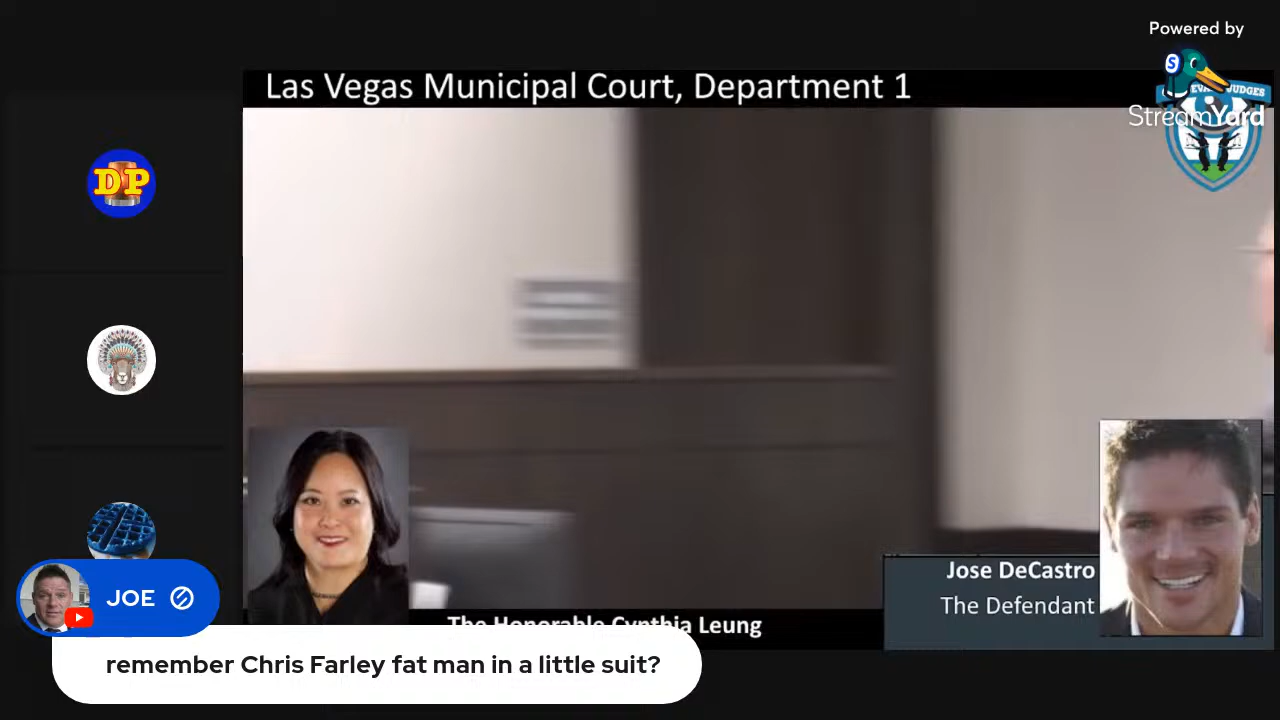 Powered by
Las Vegas Municipal Court, Department 1
S
JUDGES
StreamYard
DP
Jose DeCastro
The Defendant
JOE
The Honorable Cynthia Leung
remember Chris Farley fat man in a little suit?